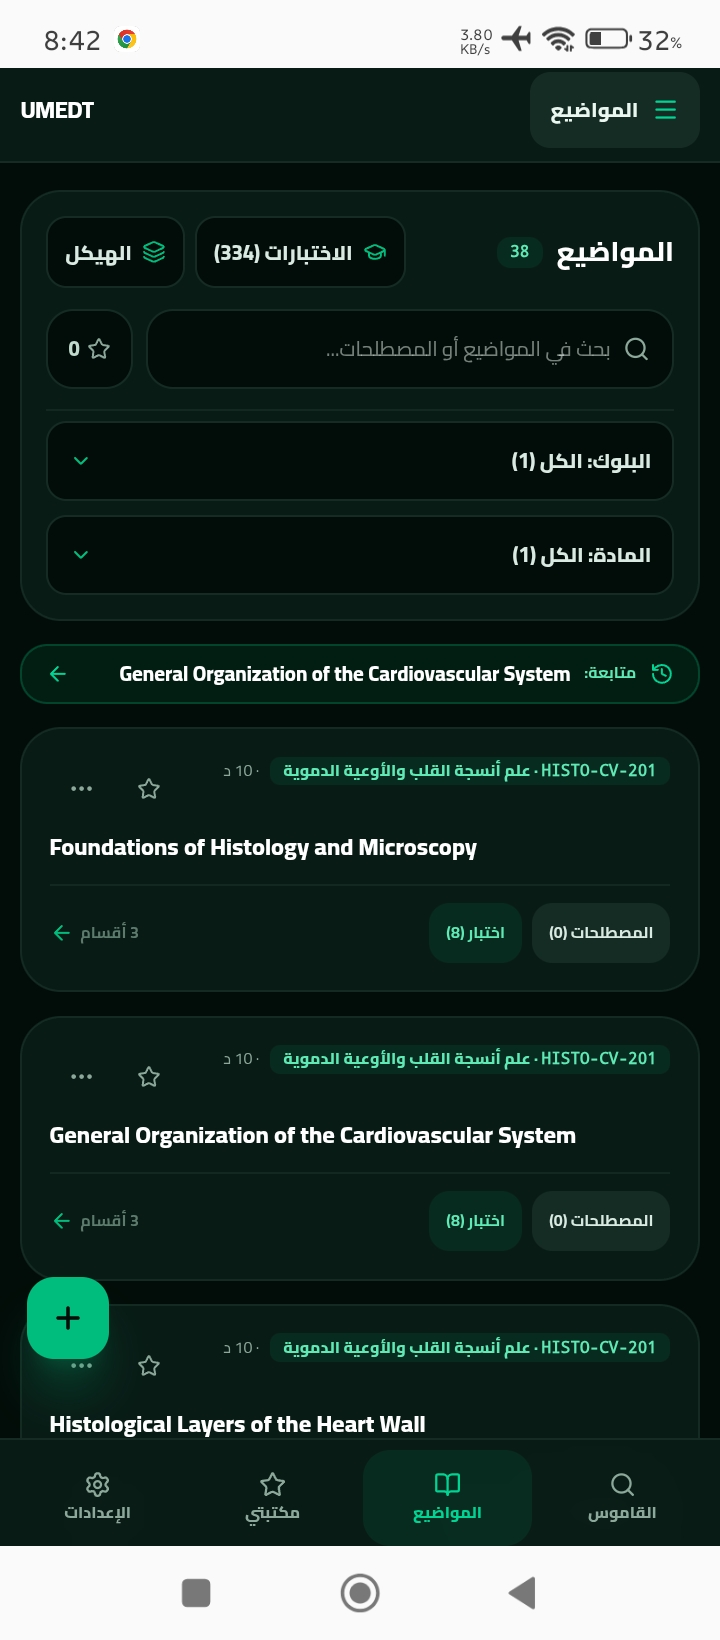 8:42
3.80 KB/s
32%
UMEDT
المواضيع
المواضيع 38
الاختبارات (334)
الهيكل
بحث في المواضيع أو المصطلحات...
0
البلوك: الكل (1)
المادة: الكل (1)
متابعة: General Organization of the Cardiovascular System
HISTO-CV-201 · علم أنسجة القلب والأوعية الدموية · 10 د
Foundations of Histology and Microscopy
المصطلحات (0)
اختبار (8)
3 أقسام
HISTO-CV-201 · علم أنسجة القلب والأوعية الدموية · 10 د
General Organization of the Cardiovascular System
المصطلحات (0)
اختبار (8)
3 أقسام
HISTO-CV-201 · علم أنسجة القلب والأوعية الدموية · 10 د
Histological Layers of the Heart Wall
القاموس
المواضيع
مكتبتي
الإعدادات